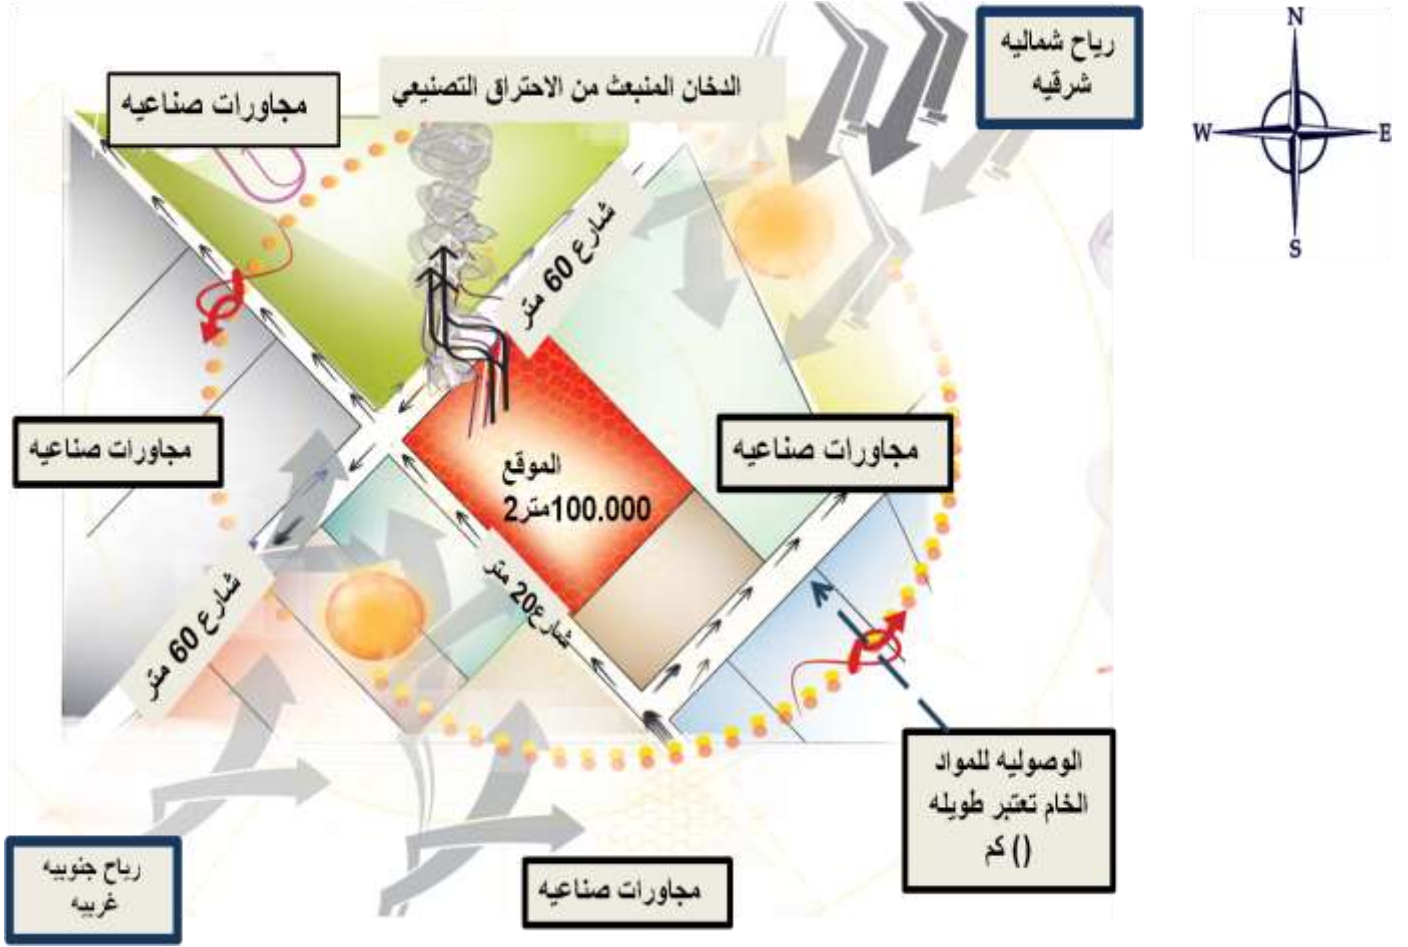 رياح شماليه
شرقيه
N
W
E
S
الدخان المنبعث من الاحتراق التصنيعي
مجاورات صناعيه
شارع 60 متر
مجاورات صناعيه
مجاورات صناعيه
الموقع
100.000متر2
شارع20 متر
شارع 60 متر
الوصوليه للمواد
الخام تعتبر طويله
() كم
رياح جنوبيه
غربيه
مجاورات صناعيه